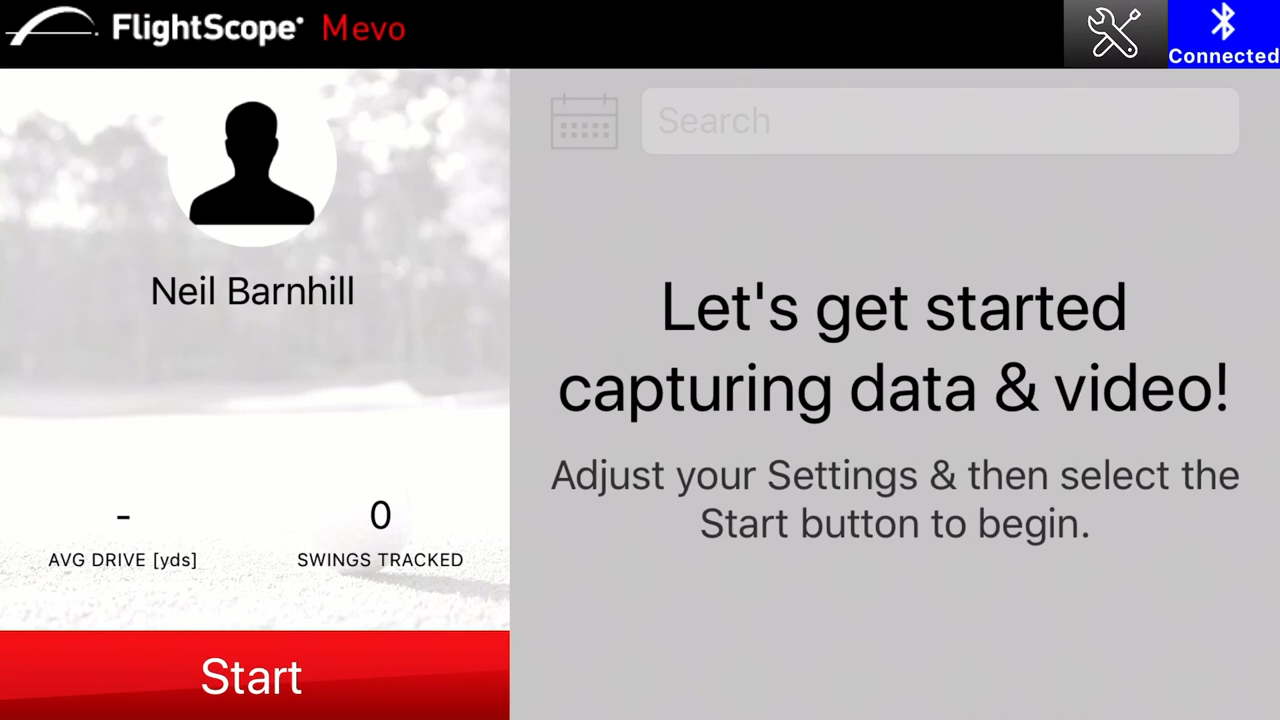 FlightScope Mevo
Connected
Search
Neil Barnhill
Let's get started
capturing data & video!
Adjust your Settings & then select the
Start button to begin.
- 0
AVG DRIVE [yds] SWINGS TRACKED
Start